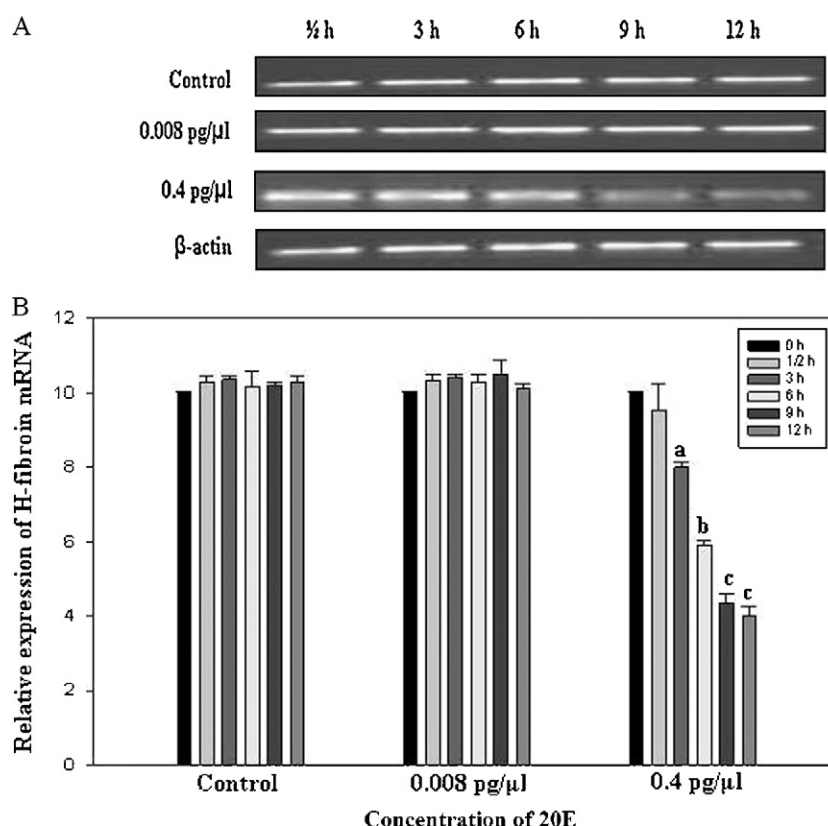 A
½ h 3 h 6 h 9 h 12 h
Control
0.008 pg/µl
0.4 pg/µl
β-actin
B
Relative expression of H-fibroin mRNA
12
10
8
6
4
2
0
0 h
1/2 h
3 h
6 h
9 h
12 h
a
b
c c
Control 0.008 pg/µl 0.4 pg/µl
Concentration of 20E